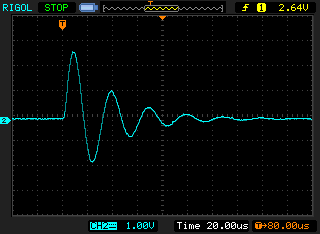 RIGOL STOP T f 1 2.64V
T
2
CH2 1.00V Time 20.00us T→80.00us